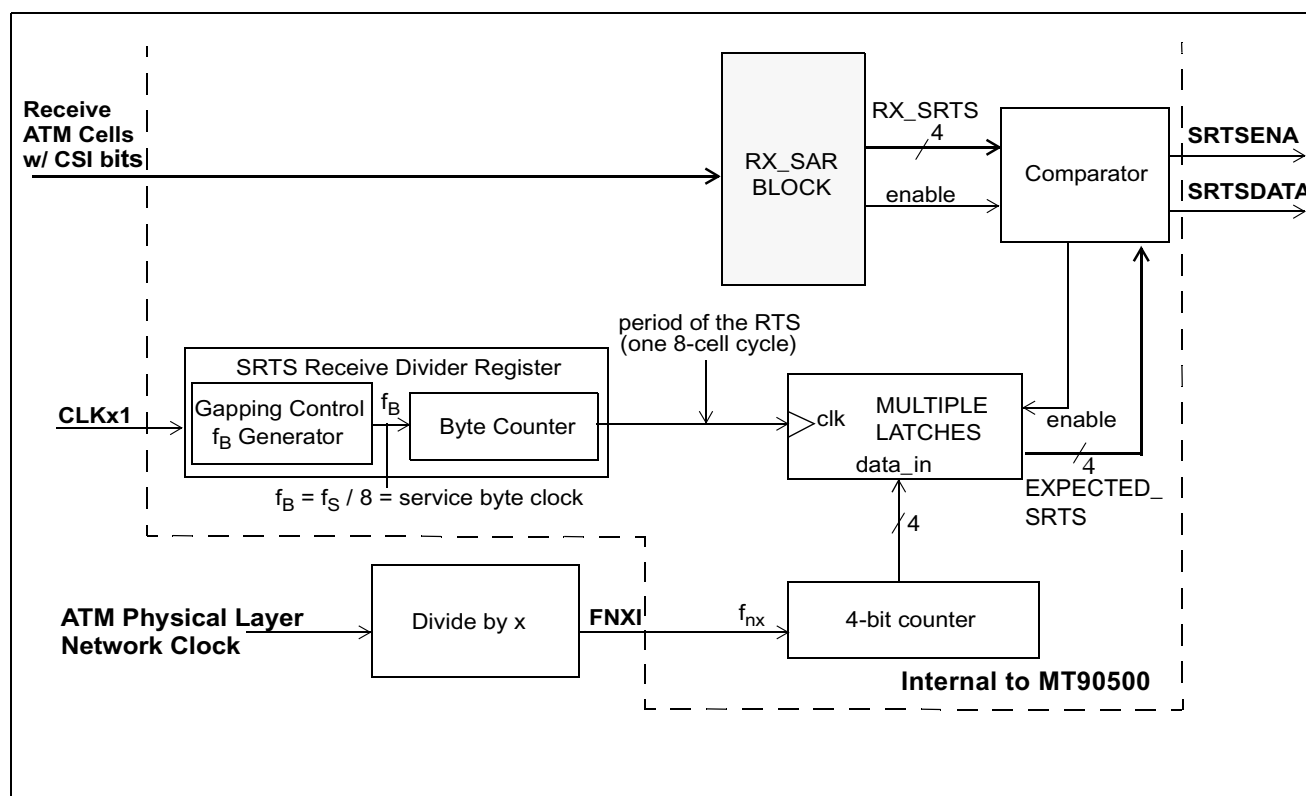 Receive
ATM Cells
w/ CSI bits
RX_SAR
BLOCK
RX_SRTS
4
enable
Comparator
SRTSENA
SRTSDATA
period of the RTS
(one 8-cell cycle)
SRTS Receive Divider Register
CLKx1
Gapping Control
fB Generator
fB
Byte Counter
fB = fS / 8 = service byte clock
clk
MULTIPLE
LATCHES
data_in
enable
4
EXPECTED_
SRTS
4
ATM Physical Layer
Network Clock
Divide by x
FNXI
fnx
4-bit counter
Internal to MT90500